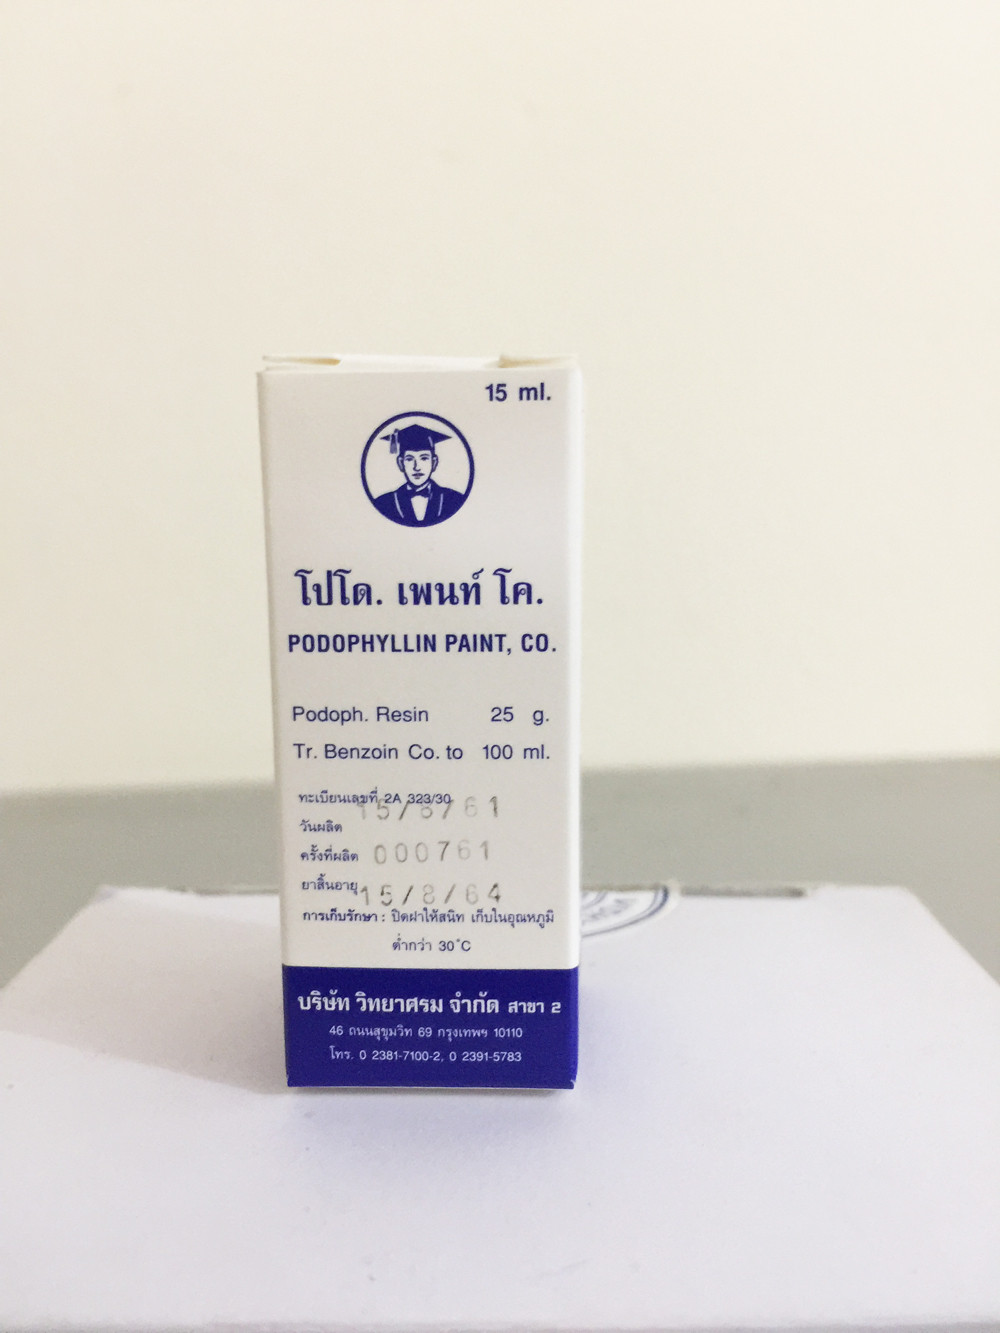 15 ml.
โปโด. เพนท์ โค.
PODOPHYLLIN PAINT, CO.
Podoph. Resin 25 g.
Tr. Benzoin Co. to 100 ml.
ทะเบียนเลขที่ 2A 323/30
วันผลิต 15/8/61
ครั้งที่ผลิต 000761
ยาสิ้นอายุ 15/8/64
การเก็บรักษา : ปิดฝาให้สนิท เก็บในอุณหภูมิ
ต่ำกว่า 30°C
บริษัท วิทยาศรม จำกัด สาขา 2
46 ถนนสุขุมวิท 69 กรุงเทพฯ 10110
โทร. 0 2381-7100-2, 0 2391-5783